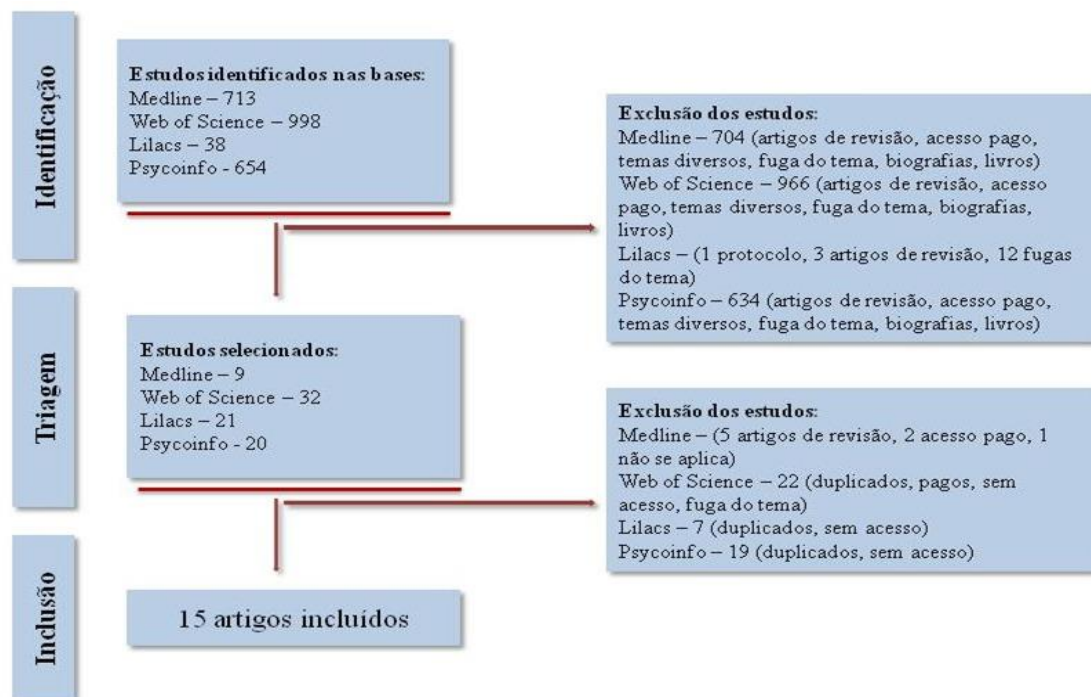 Identificação
Estudos identificados nas bases:
Medline – 713
Web of Science – 998
Lilacs – 38
Psycoinfo - 654
Exclusão dos estudos:
Medline – 704 (artigos de revisão, acesso pago,
temas diversos, fuga do tema, biografias, livros)
Web of Science – 966 (artigos de revisão, acesso
pago, temas diversos, fuga do tema, biografias,
livros)
Lilacs – (1 protocolo, 3 artigos de revisão, 12 fugas
do tema)
Psycoinfo – 634 (artigos de revisão, acesso pago,
temas diversos, fuga do tema, biografias, livros)
Triagem
Estudos selecionados:
Medline – 9
Web of Science – 32
Lilacs – 21
Psycoinfo - 20
Exclusão dos estudos:
Medline – (5 artigos de revisão, 2 acesso pago, 1
não se aplica)
Web of Science – 22 (duplicados, pagos, sem
acesso, fuga do tema)
Lilacs – 7 (duplicados, sem acesso)
Psycoinfo – 19 (duplicados, sem acesso)
Inclusão
15 artigos incluídos